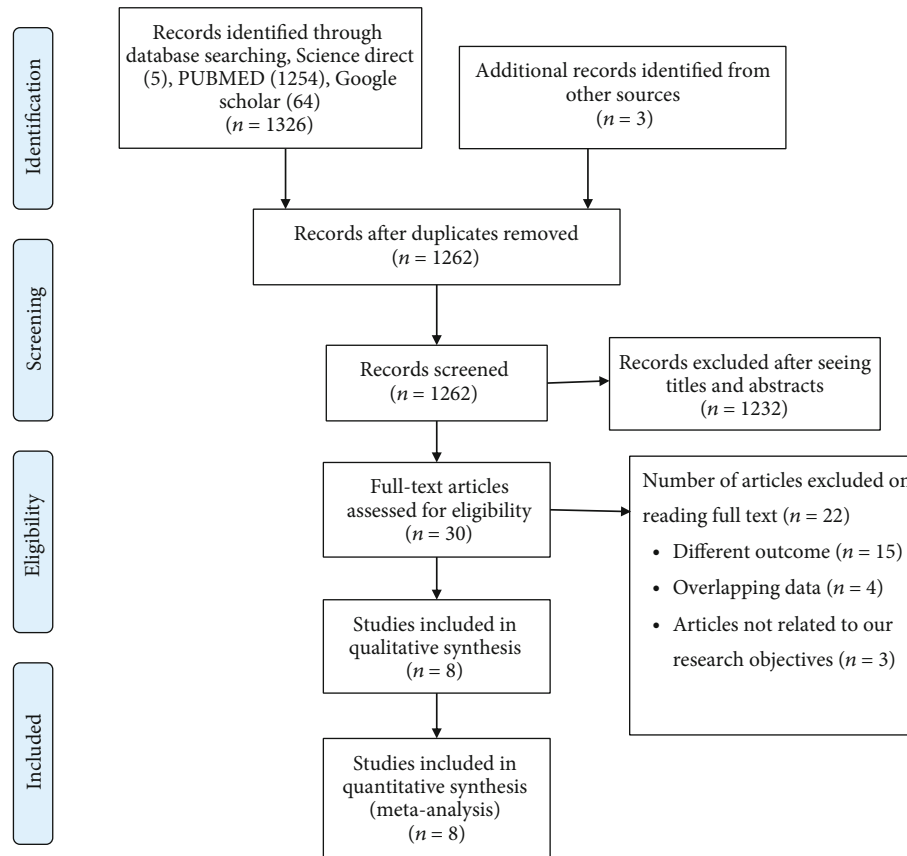 Identification
Records identified through
database searching, Science direct
(5), PUBMED (1254), Google
scholar (64)
(n = 1326)
Additional records identified from
other sources
(n = 3)
Records after duplicates removed
(n = 1262)
Screening
Records screened
(n = 1262)
Records excluded after seeing
titles and abstracts
(n = 1232)
Eligibility
Full-text articles
assessed for eligibility
(n = 30)
Number of articles excluded on
reading full text (n = 22)
• Different outcome (n = 15)
• Overlapping data (n = 4)
• Articles not related to our
research objectives (n = 3)
Studies included in
qualitative synthesis
(n = 8)
Included
Studies included in
quantitative synthesis
(meta-analysis)
(n = 8)